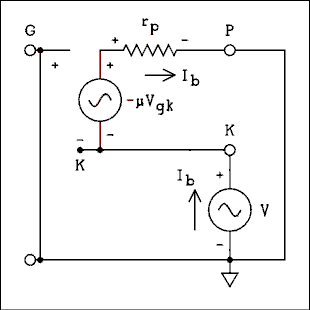 G
r_p
P
+
-
+
+
I_b
-μV_gk
-
-
K
K
I_b
+
V
-